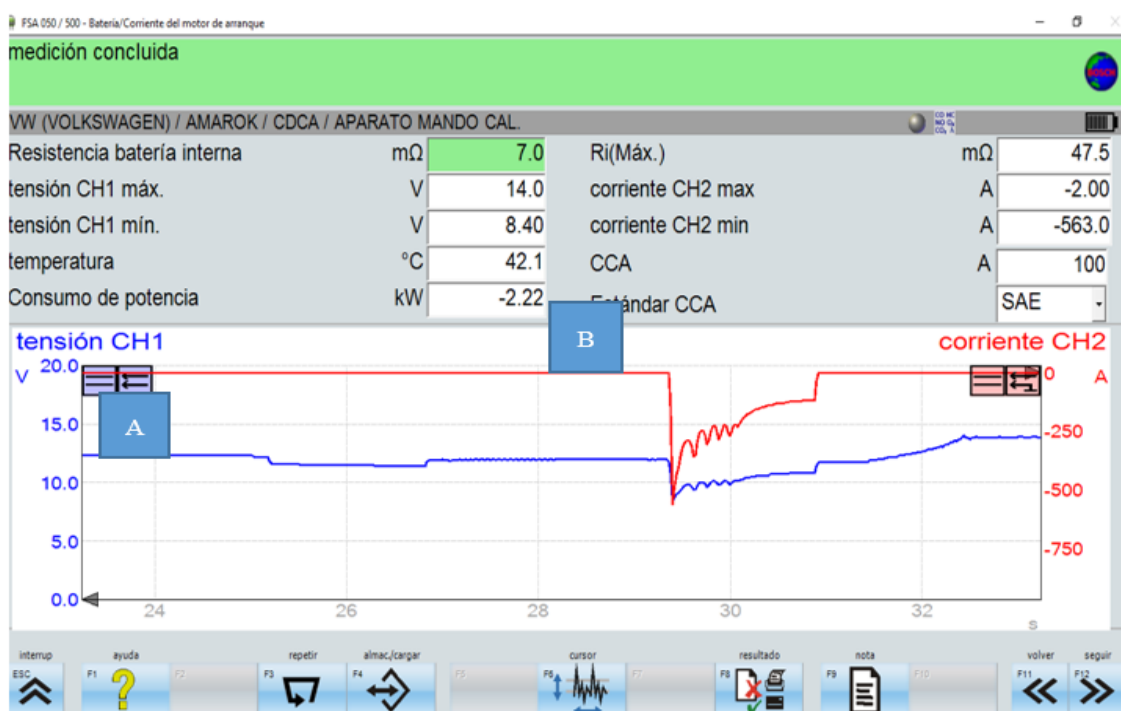 FSA 050 / 500 - Batería/Corriente del motor de arranque
medición concluida
BOSCH
VW (VOLKSWAGEN) / AMAROK / CDCA / APARATO MANDO CAL.
Resistencia batería interna mΩ 7.0 Ri(Máx.) mΩ 47.5
tensión CH1 máx. V 14.0 corriente CH2 max A -2.00
tensión CH1 mín. V 8.40 corriente CH2 min A -563.0
temperatura °C 42.1 CCA A 100
Consumo de potencia kW -2.22 Estándar CCA SAE
B
tensión CH1 corriente CH2
V 20.0 0 A
A
15.0 -250
10.0 -500
5.0 -750
0.0
24 26 28 30 32
s
interrup ayuda repetir almac./cargar cursor resultado nota volver seguir
ESC F1 F2 F3 F4 F5 F6 F7 F8 F9 F10 F11 F12